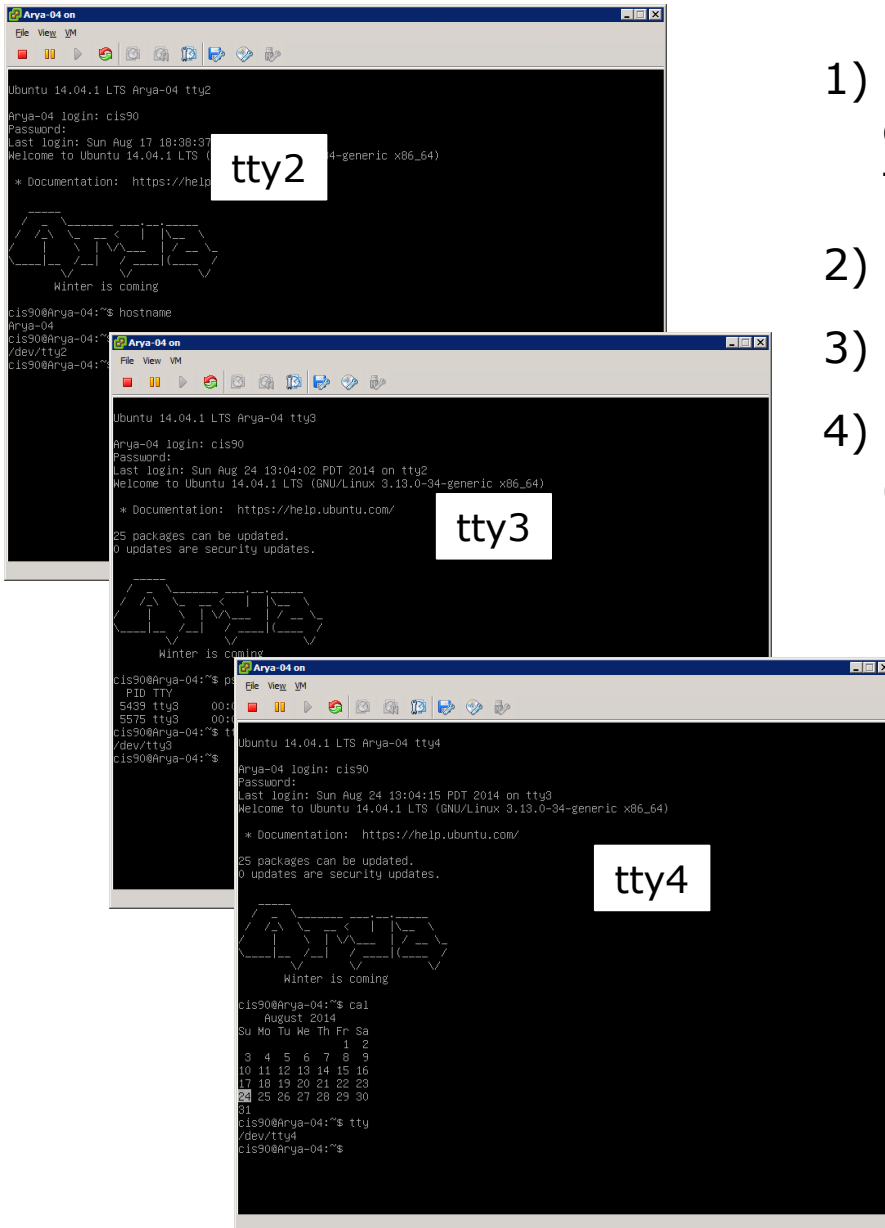 Arya-04 on
File View VM
Ubuntu 14.04.1 LTS Arya-04 tty2
Arya-04 login: cis90
Password:
Last login: Sun Aug 17 18:38:37
Welcome to Ubuntu 14.04.1 LTS ( 34-generic x86_64)
* Documentation: https://help
tty2
Winter is coming
cis90@Arya-04:~$ hostname
Arya-04
cis90@Arya-04:~$
/dev/tty2
cis90@Arya-04:~$
Arya-04 on
File View VM
Ubuntu 14.04.1 LTS Arya-04 tty3
Arya-04 login: cis90
Password:
Last login: Sun Aug 24 13:04:02 PDT 2014 on tty2
Welcome to Ubuntu 14.04.1 LTS (GNU/Linux 3.13.0-34-generic x86_64)
* Documentation: https://help.ubuntu.com/
25 packages can be updated.
0 updates are security updates.
tty3
Winter is coming
cis90@Arya-04:~$ ps
PID TTY
5439 tty3 00:0
5575 tty3 00:0
cis90@Arya-04:~$ tt
/dev/tty3
cis90@Arya-04:~$
Arya-04 on
File View VM
Ubuntu 14.04.1 LTS Arya-04 tty4
Arya-04 login: cis90
Password:
Last login: Sun Aug 24 13:04:15 PDT 2014 on tty3
Welcome to Ubuntu 14.04.1 LTS (GNU/Linux 3.13.0-34-generic x86_64)
* Documentation: https://help.ubuntu.com/
25 packages can be updated.
0 updates are security updates.
tty4
Winter is coming
cis90@Arya-04:~$ cal
August 2014
Su Mo Tu We Th Fr Sa
1 2
3 4 5 6 7 8 9
10 11 12 13 14 15 16
17 18 19 20 21 22 23
24 25 26 27 28 29 30
31
cis90@Arya-04:~$ tty
/dev/tty4
cis90@Arya-04:~$
1)
2)
3)
4)